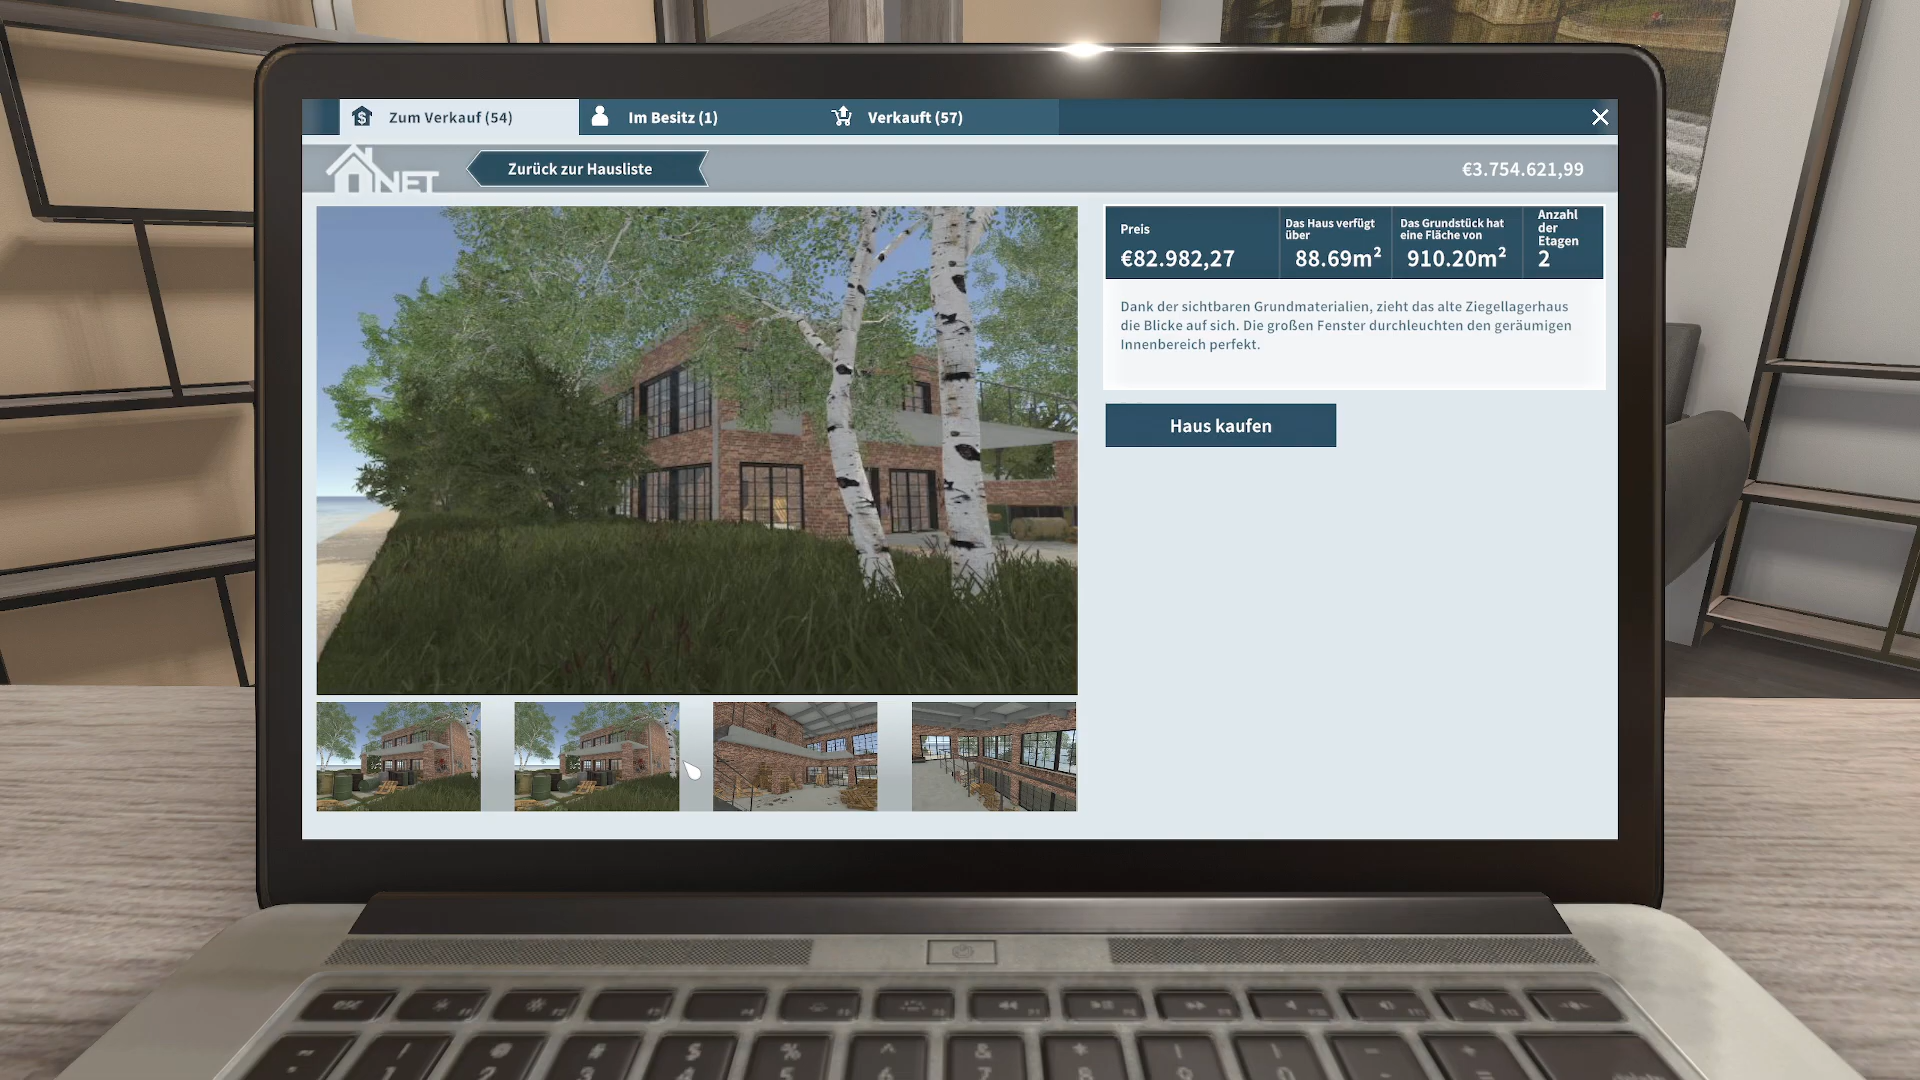 Zum Verkauf (54)
Im Besitz (1)
Verkauft (57)
NET
Zurück zur Hausliste
€3.754.621,99
Preis
€82.982,27
Das Haus verfügt
über
88.69m²
Das Grundstück hat
eine Fläche von
910.20m²
Anzahl
der
Etagen
2
Dank der sichtbaren Grundmaterialien, zieht das alte Ziegellagerhaus
die Blicke auf sich. Die großen Fenster durchleuchten den geräumigen
Innenbereich perfekt.
Haus kaufen
esc